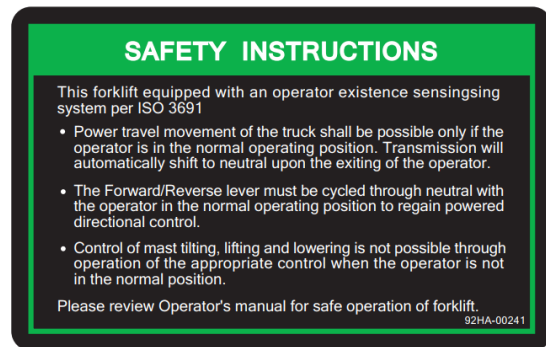 SAFETY INSTRUCTIONS
This forklift equipped with an operator existence sensingsing
system per ISO 3691
• Power travel movement of the truck shall be possible only if the
operator is in the normal operating position. Transmission will
automatically shift to neutral upon the exiting of the operator.
• The Forward/Reverse lever must be cycled through neutral with
the operator in the normal operating position to regain powered
directional control.
• Control of mast tilting, lifting and lowering is not possible through
operation of the appropriate control when the operator is not
in the normal position.
Please review Operator's manual for safe operation of forklift.
92HA-00241